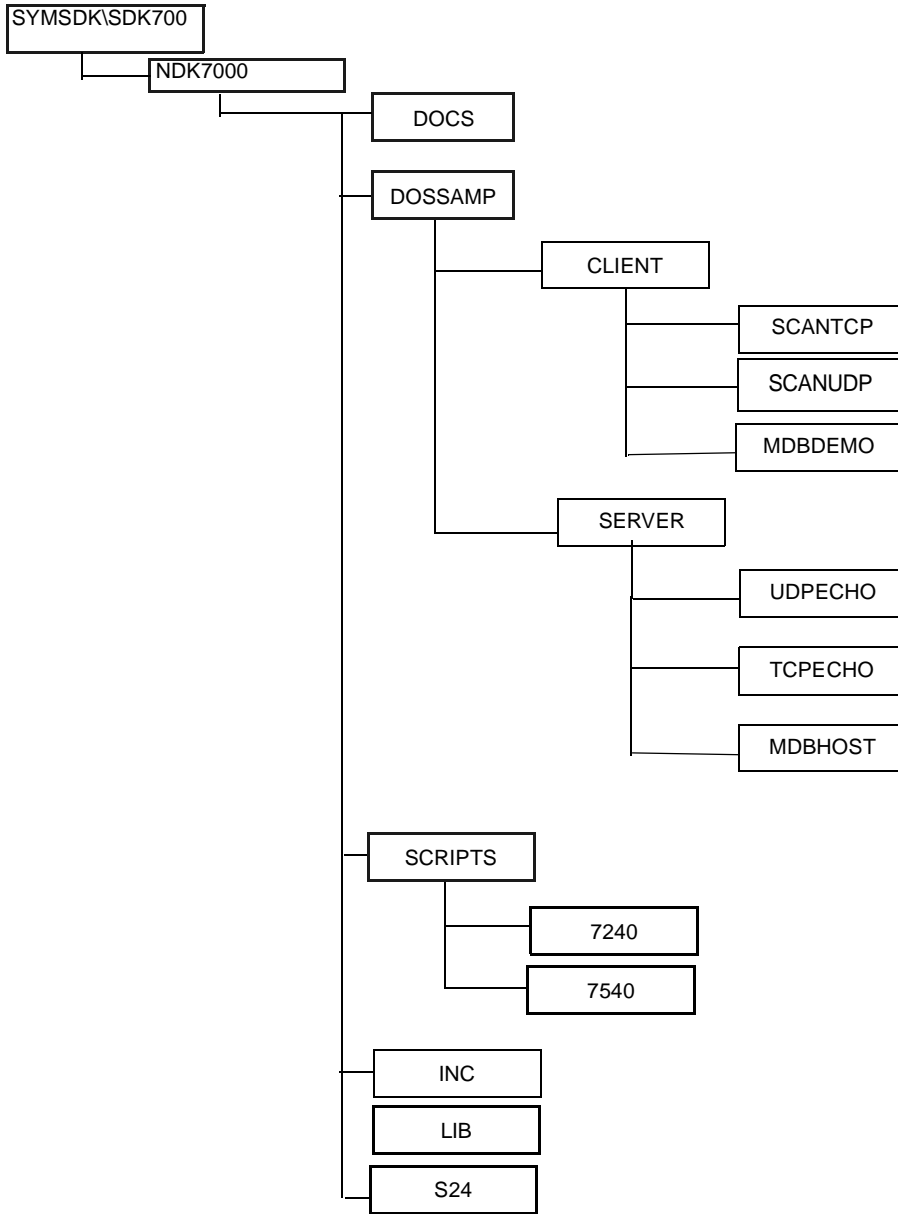 SYMSDK\SDK700
NDK7000
DOCS
DOSSAMP
CLIENT
SCANTCP
SCANUDP
MDBDEMO
SERVER
UDPECHO
TCPECHO
MDBHOST
SCRIPTS
7240
7540
INC
LIB
S24